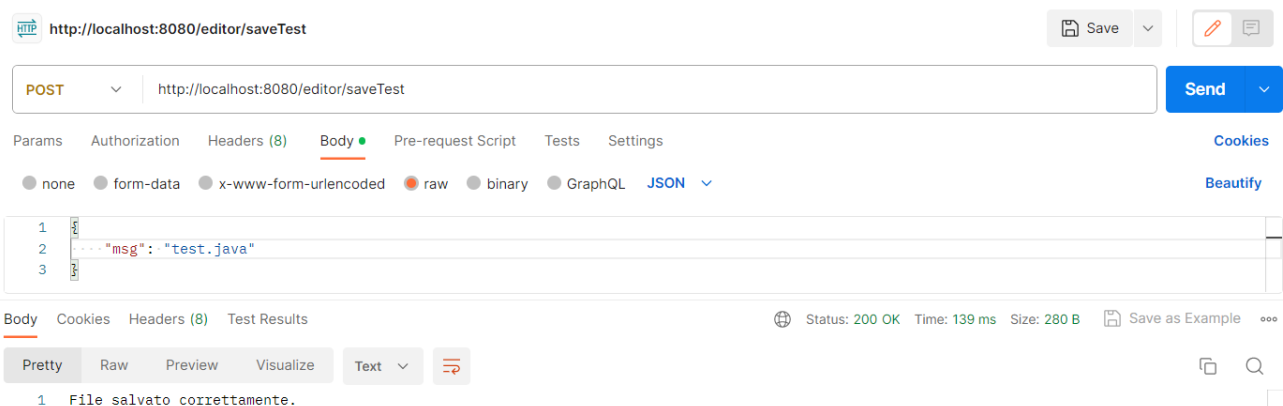 HTTP http://localhost:8080/editor/saveTest Save
POST http://localhost:8080/editor/saveTest Send
Params Authorization Headers (8) Body Pre-request Script Tests Settings Cookies
none form-data x-www-form-urlencoded raw binary GraphQL JSON Beautify
1 {
2 ····"msg":·"test.java"
3 }
Body Cookies Headers (8) Test Results Status: 200 OK Time: 139 ms Size: 280 B Save as Example
Pretty Raw Preview Visualize Text
1 File salvato correttamente.